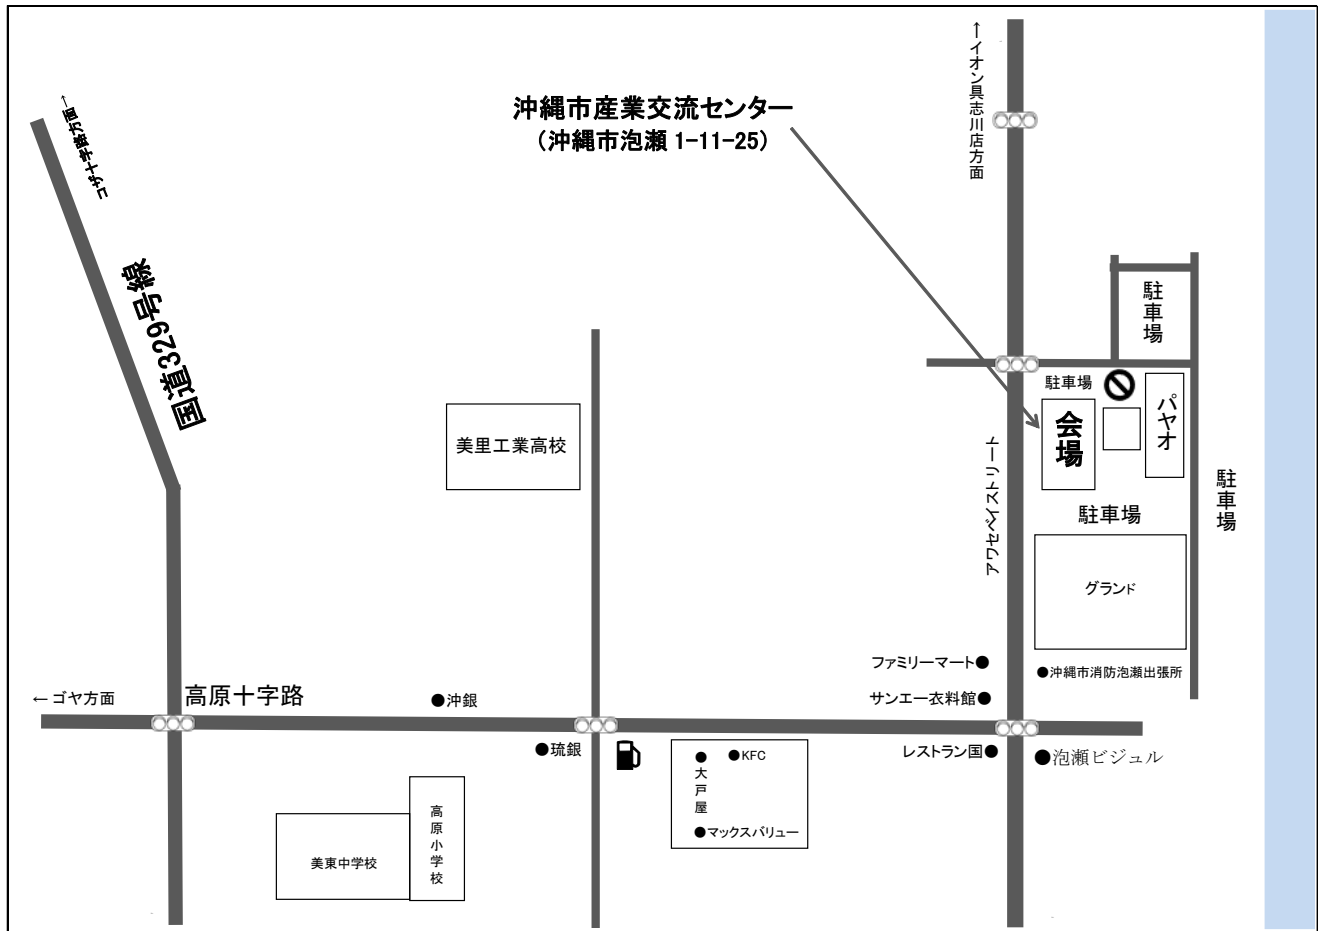 ↑イオン具志川店方面
コザ十字路方面→
沖縄市産業交流センター
（沖縄市泡瀬 1-11-25）
国道329号線
駐車場
駐車場
会場
パヤオ
美里工業高校
アワセベイストリート
駐車場
駐車場
グランド
ファミリーマート●
●沖縄市消防泡瀬出張所
←ゴヤ方面
高原十字路
●沖銀
サンエー衣料館●
●琉銀
レストラン国●
●泡瀬ビジュル
●大戸屋
●KFC
●マックスバリュー
高原小学校
美東中学校